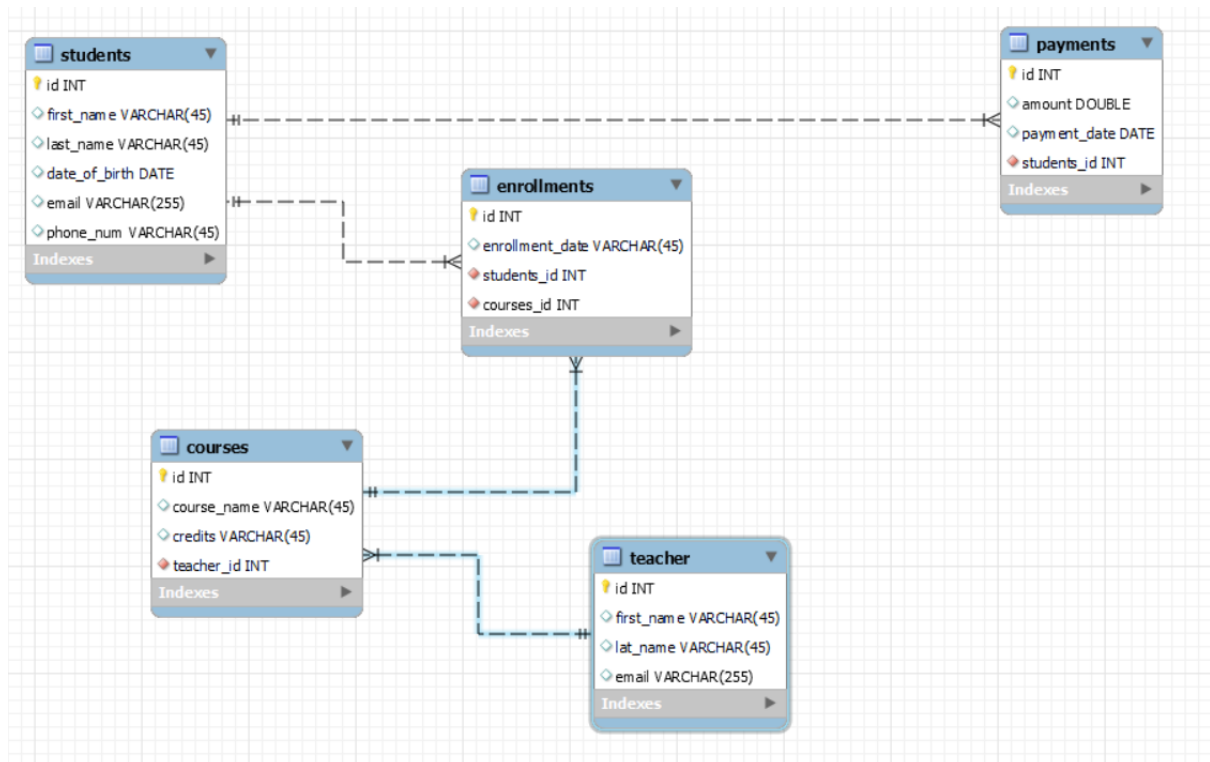 students
id INT
first_name VARCHAR(45)
last_name VARCHAR(45)
date_of_birth DATE
email VARCHAR(255)
phone_num VARCHAR(45)
Indexes
payments
id INT
amount DOUBLE
payment_date DATE
students_id INT
Indexes
enrollments
id INT
enrollment_date VARCHAR(45)
students_id INT
courses_id INT
Indexes
courses
id INT
course_name VARCHAR(45)
credits VARCHAR(45)
teacher_id INT
Indexes
teacher
id INT
first_name VARCHAR(45)
lat_name VARCHAR(45)
email VARCHAR(255)
Indexes